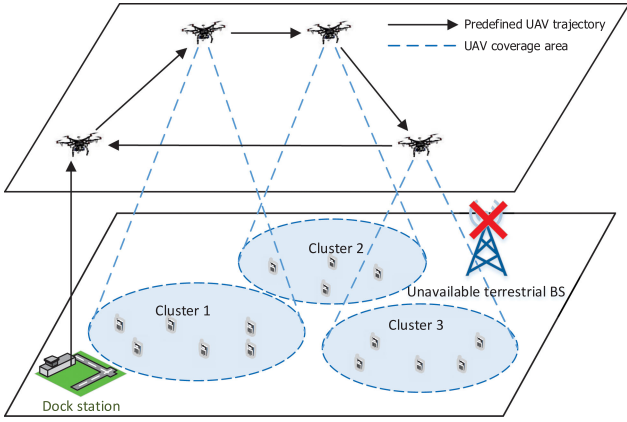 Predefined UAV trajectory
UAV coverage area
Cluster 2
Unavailable terrestrial BS
Cluster 1
Cluster 3
Dock station